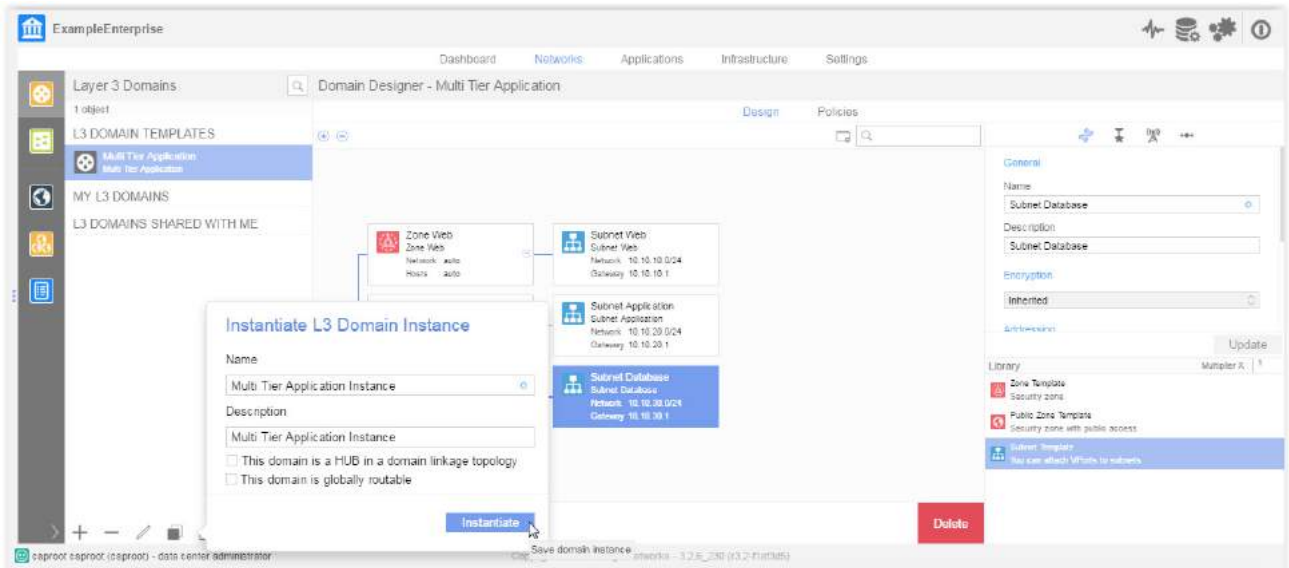 ExampleEnterprise
Dashboard Networks Applications Infrastructure Settings
Layer 3 Domains
Domain Designer - Multi Tier Application
1 object
Design Policies
L3 DOMAIN TEMPLATES
Multi Tier Application
Multi Tier Application
MY L3 DOMAINS
L3 DOMAINS SHARED WITH ME
Zone Web
Zone Web
Network auto
Hosts auto
Subnet Web
Subnet Web
Network 10.10.10.0/24
Gateway 10.10.10.1
Subnet Application
Subnet Application
Network 10.10.20.0/24
Gateway 10.10.20.1
Subnet Database
Subnet Database
Network 10.10.30.0/24
Gateway 10.10.30.1
Instantiate L3 Domain Instance
Name
Multi Tier Application Instance
Description
Multi Tier Application Instance
This domain is a HUB in a domain linkage topology
This domain is globally routable
Instantiate
Save domain instance
Delete
General
Name
Subnet Database
Description
Subnet Database
Encryption
Inherited
Addressing
Update
Library Multiplier X 1
Zone Template
Security zone
Public Zone Template
Security zone with public access
Subnet Template
You can attach VPorts to subnets
caproot caproot (caproot) - data center administrator